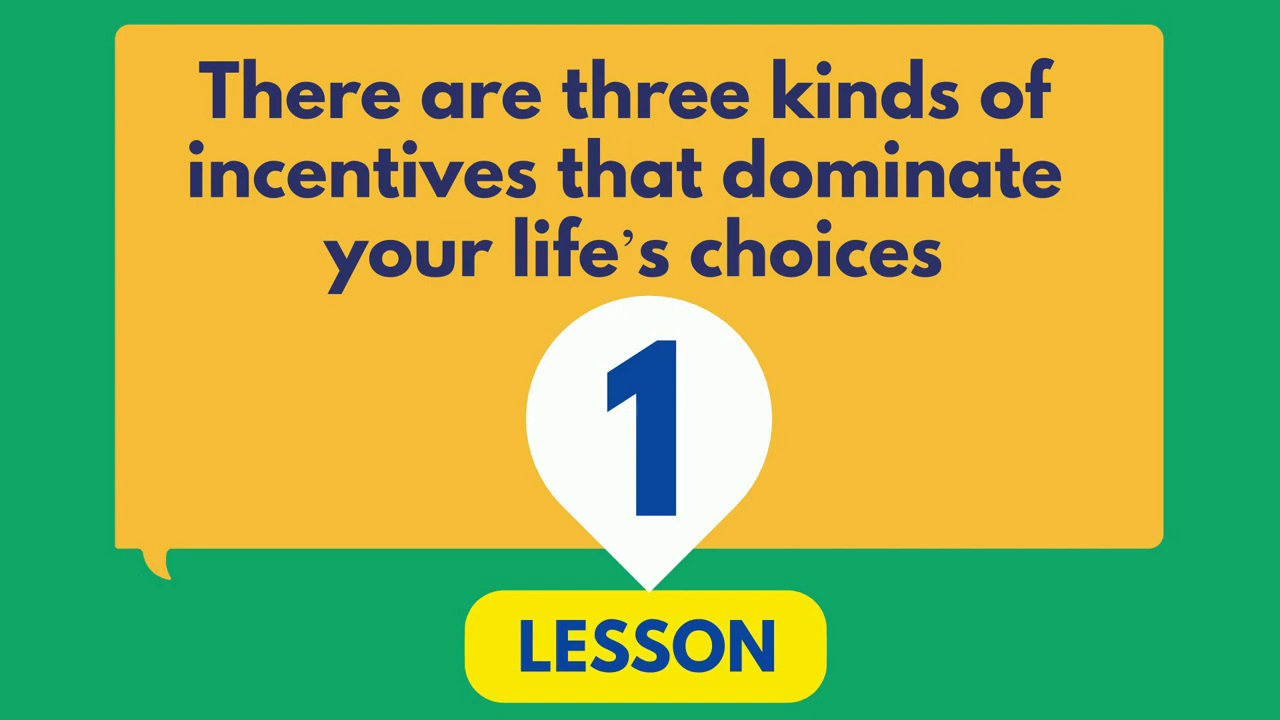 There are three kinds of
incentives that dominate
your life’s choices
1
LESSON